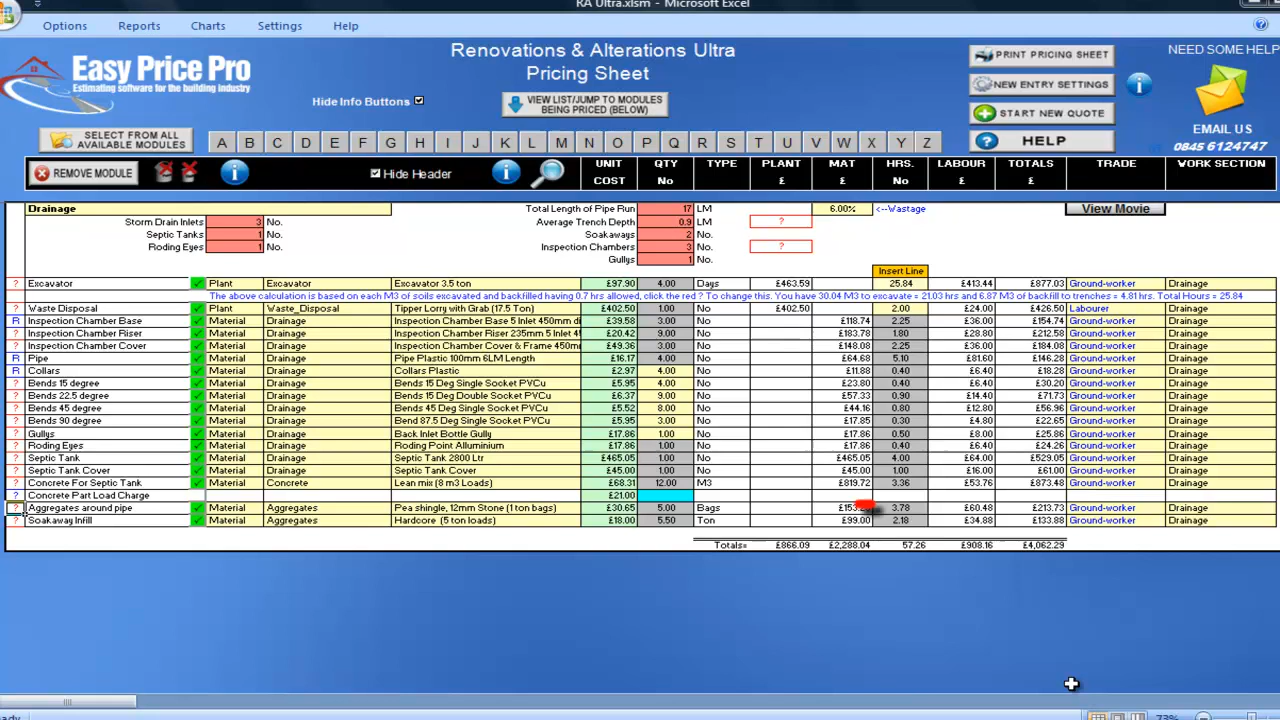 RA Ultra.xlsm - Microsoft Excel
Options Reports Charts Settings Help
Renovations & Alterations Ultra
Pricing Sheet
Easy Price Pro
Estimating software for the building industry
Hide Info Buttons
VIEW LIST/JUMP TO MODULES
BEING PRICED (BELOW)
PRINT PRICING SHEET
NEW ENTRY SETTINGS
START NEW QUOTE
HELP
NEED SOME HELP
EMAIL US
0845 6124747
SELECT FROM ALL
AVAILABLE MODULES
A B C D E F G H I J K L M N O P Q R S T U V W X Y Z
REMOVE MODULE Hide Header
UNIT COST QTY No TYPE PLANT £ MAT £ HRS. No LABOUR £ TOTALS £ TRADE WORK SECTION
Drainage Total Length of Pipe Run 17 LM 6.00% <--Wastage View Movie
Storm Drain Inlets 3 No. Average Trench Depth 0.9 LM ?
Septic Tanks 1 No. Soakaways 2 No.
Roding Eyes 1 No. Inspection Chambers 3 No. ?
Gullys 1 No.
Insert Line
? Excavator Plant Excavator Excavator 3.5 ton £97.90 4.00 Days £463.59 25.84 £413.44 £877.03 Ground-worker Drainage
The above calculation is based on each M3 of soils excavated and backfilled having 0.7 hrs allowed, click the red ? To change this. You have 30.04 M3 to excavate = 21.03 hrs and 6.87 M3 of backfill to trenches = 4.81 hrs. Total Hours = 25.84
? Waste Disposal Plant Waste_Disposal Tipper Lorry with Grab (17.5 Ton) £402.50 1.00 No £402.50 2.00 £24.00 £426.50 Labourer Drainage
R Inspection Chamber Base Material Drainage Inspection Chamber Base 5 Inlet 450mm di £39.58 3.00 No £118.74 2.25 £36.00 £154.74 Ground-worker Drainage
? Inspection Chamber Riser Material Drainage Inspection Chamber Riser 235mm 5 Inlet 45 £20.42 9.00 No £183.78 1.80 £28.80 £212.58 Ground-worker Drainage
? Inspection Chamber Cover Material Drainage Inspection Chamber Cover & Frame 450m £49.36 3.00 No £148.08 2.25 £36.00 £184.08 Ground-worker Drainage
R Pipe Material Drainage Pipe Plastic 100mm 6LM Length £16.17 4.00 No £64.68 5.10 £81.60 £146.28 Ground-worker Drainage
R Collars Material Drainage Collars Plastic £2.97 4.00 No £11.88 0.40 £6.40 £18.28 Ground-worker Drainage
? Bends 15 degree Material Drainage Bends 15 Deg Single Socket PVCu £5.95 4.00 No £23.80 0.40 £6.40 £30.20 Ground-worker Drainage
? Bends 22.5 degree Material Drainage Bends 15 Deg Double Socket PVCu £6.37 9.00 No £57.33 0.90 £14.40 £71.73 Ground-worker Drainage
? Bends 45 degree Material Drainage Bends 45 Deg Single Socket PVCu £5.52 8.00 No £44.16 0.80 £12.80 £56.96 Ground-worker Drainage
? Bends 90 degree Material Drainage Bend 87.5 Deg Single Socket PVCu £5.95 3.00 No £17.85 0.30 £4.80 £22.65 Ground-worker Drainage
? Gullys Material Drainage Back Inlet Bottle Gully £17.86 1.00 No £17.86 0.50 £8.00 £25.86 Ground-worker Drainage
? Roding Eyes Material Drainage Roding Point Alluminium £17.86 1.00 No £17.86 0.40 £6.40 £24.26 Ground-worker Drainage
? Septic Tank Material Drainage Septic Tank 2800 Ltr £465.05 1.00 No £465.05 4.00 £64.00 £529.05 Ground-worker Drainage
? Septic Tank Cover Material Drainage Septic Tank Cover £45.00 1.00 No £45.00 1.00 £16.00 £61.00 Ground-worker Drainage
? Concrete For Septic Tank Material Concrete Lean mix (8 m3 Loads) £68.31 12.00 M3 £819.72 3.36 £53.76 £873.48 Ground-worker Drainage
? Concrete Part Load Charge £21.00
? Aggregates around pipe Material Aggregates Pea shingle, 12mm Stone (1 ton bags) £30.65 5.00 Bags 3.78 £60.48 £213.73 Ground-worker Drainage
? Soakaway Infill Material Aggregates Hardcore (5 ton loads) £18.00 5.50 Ton £99.00 2.18 £34.88 £133.88 Ground-worker Drainage
Totals= £866.09 £2,288.04 57.26 £908.16 £4,062.29
73%